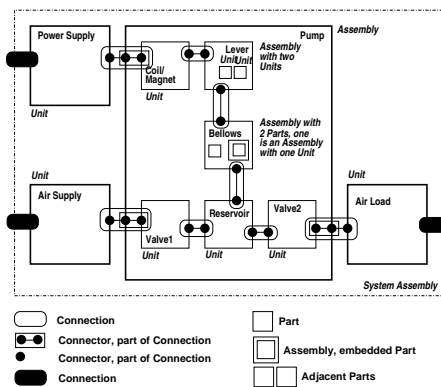 Power Supply
Pump
Assembly
Lever
Unit
Unit
Assembly
with two
Units
Coil/
Magnet
Unit
Unit
Assembly with
2 Parts, one
is an Assembly
with one Unit
Bellows
Unit
Unit
Air Supply
Reservoir
Valve2
Air Load
Valve1
Unit
Unit
Unit
System Assembly
Connection
Connector, part of Connection
Connector, part of Connection
Connection
Part
Assembly, embedded Part
Adjacent Parts